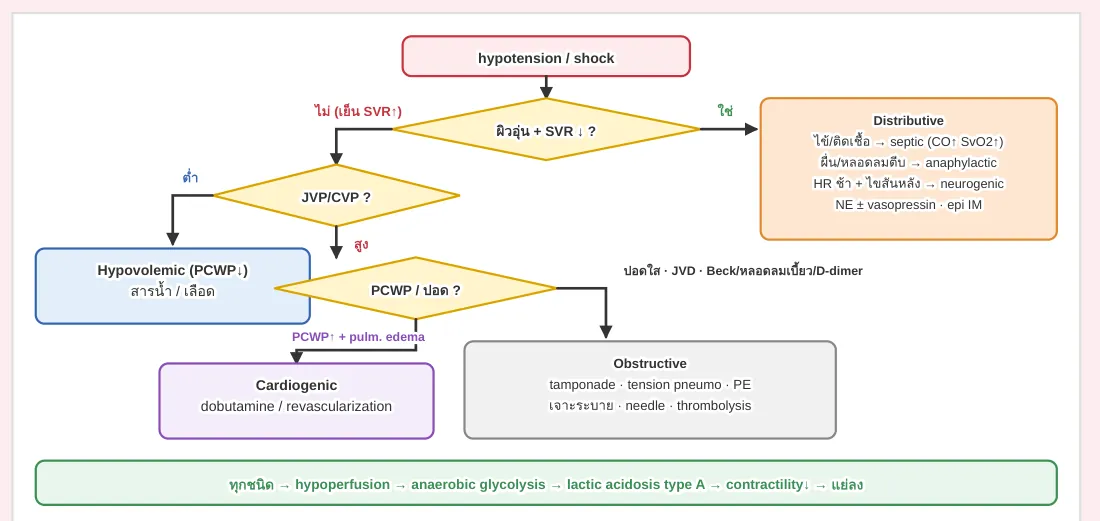 hypotension / shock
ไม่ (เย็น SVR↑)
ผิวอุ่น + SVR ↓ ?
ใช่
Distributive
ไข้/ติดเชื้อ → septic (CO↑ SvO2↑)
ผื่น/หลอดลมตีบ → anaphylactic
HR ช้า + ไขสันหลัง → neurogenic
NE ± vasopressin · epi IM
ต่ำ
JVP/CVP ?
สูง
Hypovolemic (PCWP↓)
สารน้ำ / เลือด
PCWP / ปอด ?
ปอดใส · JVD · Beck/หลอดลมเบี้ยว/D-dimer
PCWP↑ + pulm. edema
Cardiogenic
dobutamine / revascularization
Obstructive
tamponade · tension pneumo · PE
เจาะระบาย · needle · thrombolysis
ทุกชนิด → hypoperfusion → anaerobic glycolysis → lactic acidosis type A → contractility↓ → แย่ลง